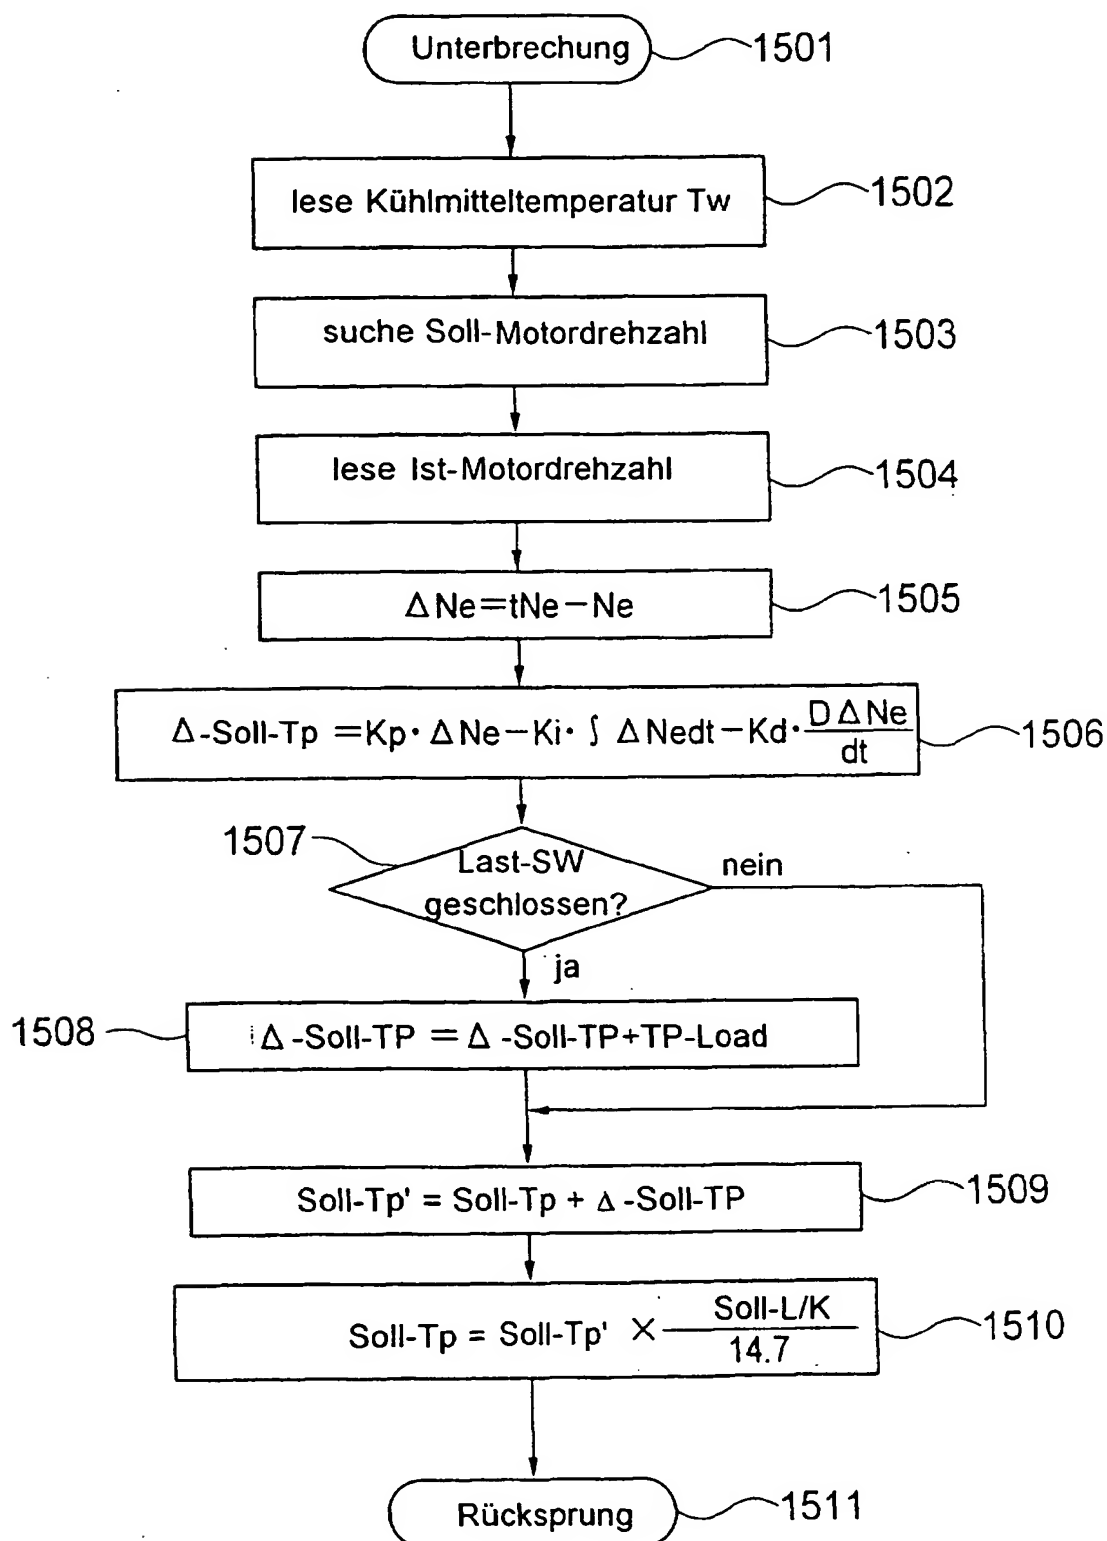 Unterbrechung
1501
lese Kühlmitteltemperatur Tw
1502
suche Soll-Motordrehzahl
1503
lese Ist-Motordrehzahl
1504
Δ Ne=tNe−Ne
1505
Δ-Soll-Tp =Kp· ΔNe−Ki· ∫ ΔNedt−Kd· DΔNe/dt
1506
1507
Last-SW
geschlossen?
nein
ja
1508
Δ-Soll-TP = Δ-Soll-TP+TP-Load
Soll-Tp' = Soll-Tp + Δ-Soll-TP
1509
Soll-Tp = Soll-Tp' × Soll-L/K / 14.7
1510
Rücksprung
1511